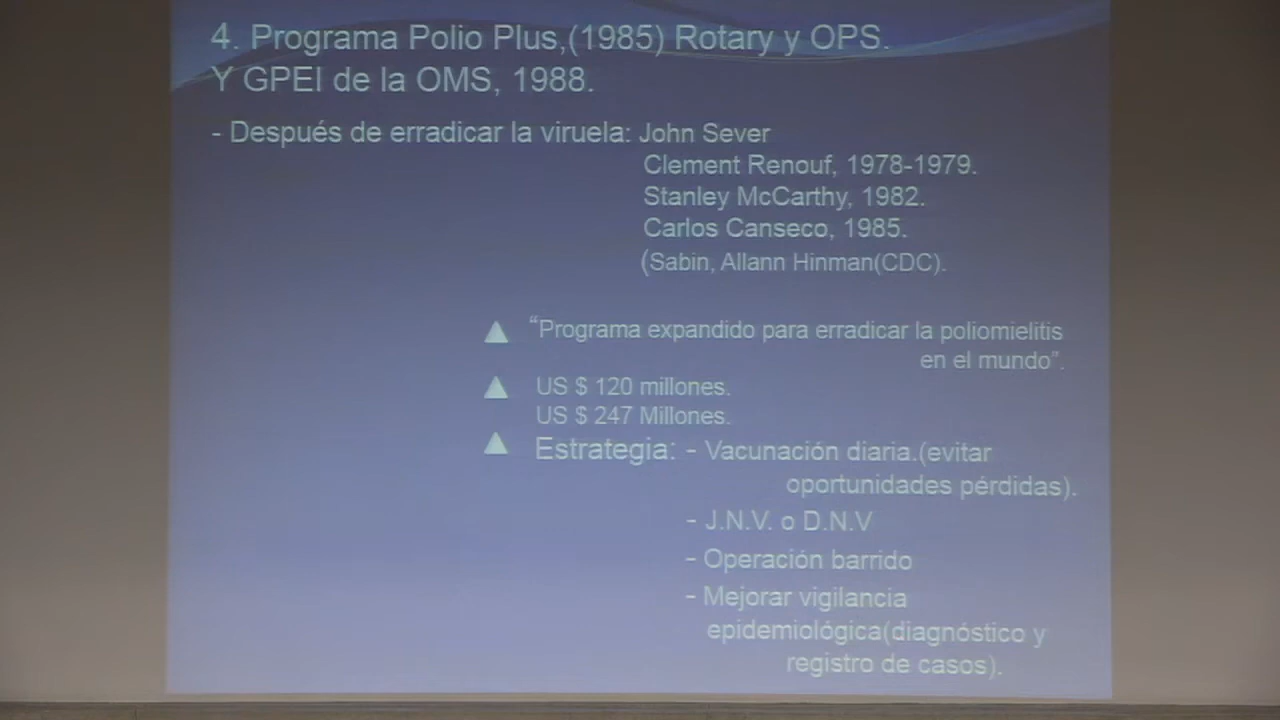 4. Programa Polio Plus,(1985) Rotary y OPS.
Y GPEI de la OMS, 1988.
- Después de erradicar la viruela: John Sever
Clement Renouf, 1978-1979.
Stanley McCarthy, 1982.
Carlos Canseco, 1985.
(Sabin, Allann Hinman(CDC).
▲ “Programa expandido para erradicar la poliomielitis
en el mundo”.
▲ US $ 120 millones.
US $ 247 Millones.
▲ Estrategia: - Vacunación diaria.(evitar
oportunidades pérdidas).
- J.N.V. o D.N.V
- Operación barrido
- Mejorar vigilancia
epidemiológica(diagnóstico y
registro de casos).